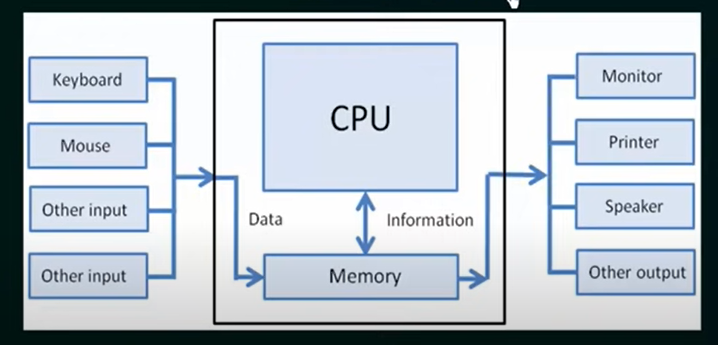 Keyboard
Mouse
Other input
Other input
CPU
Data
Information
Memory
Monitor
Printer
Speaker
Other output